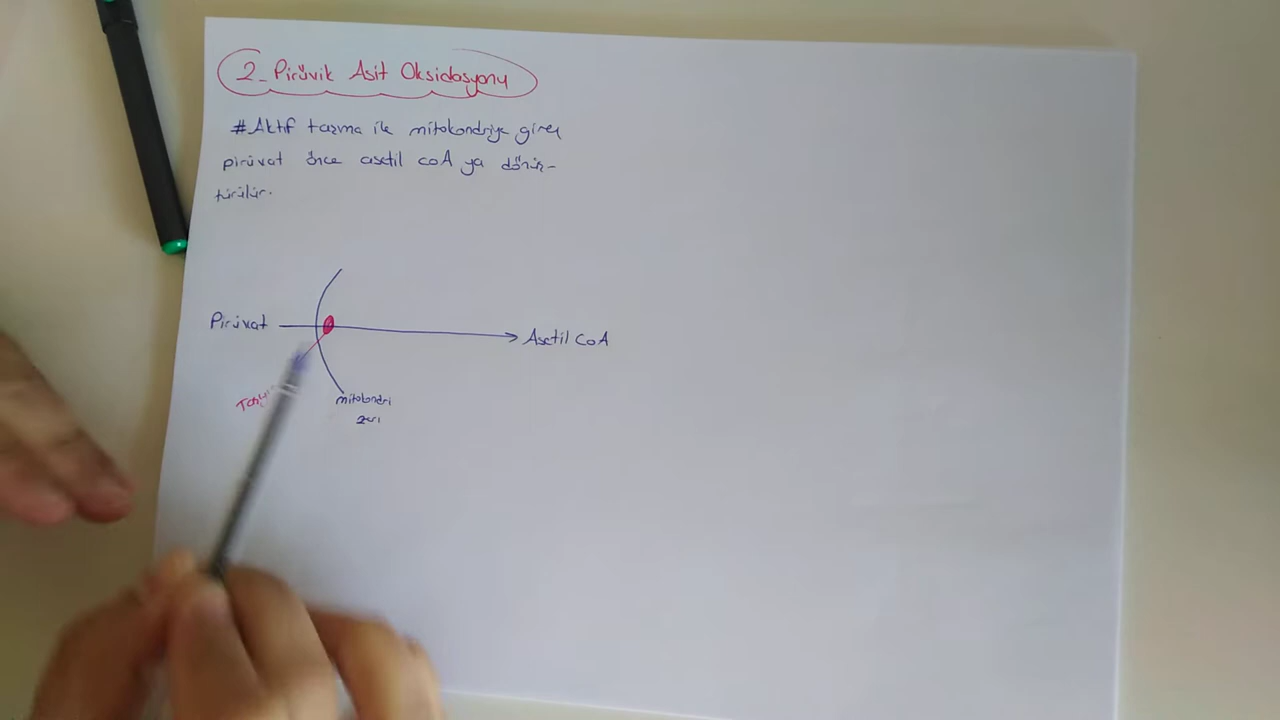 2- Pirüvik Asit Oksidasyonu
#Aktif taşıma ile mitokondriye giren
pirüvat önce asetil CoA ya dönüş-
türülür.
Pirüvat
Asetil CoA
mitokondri
zarı